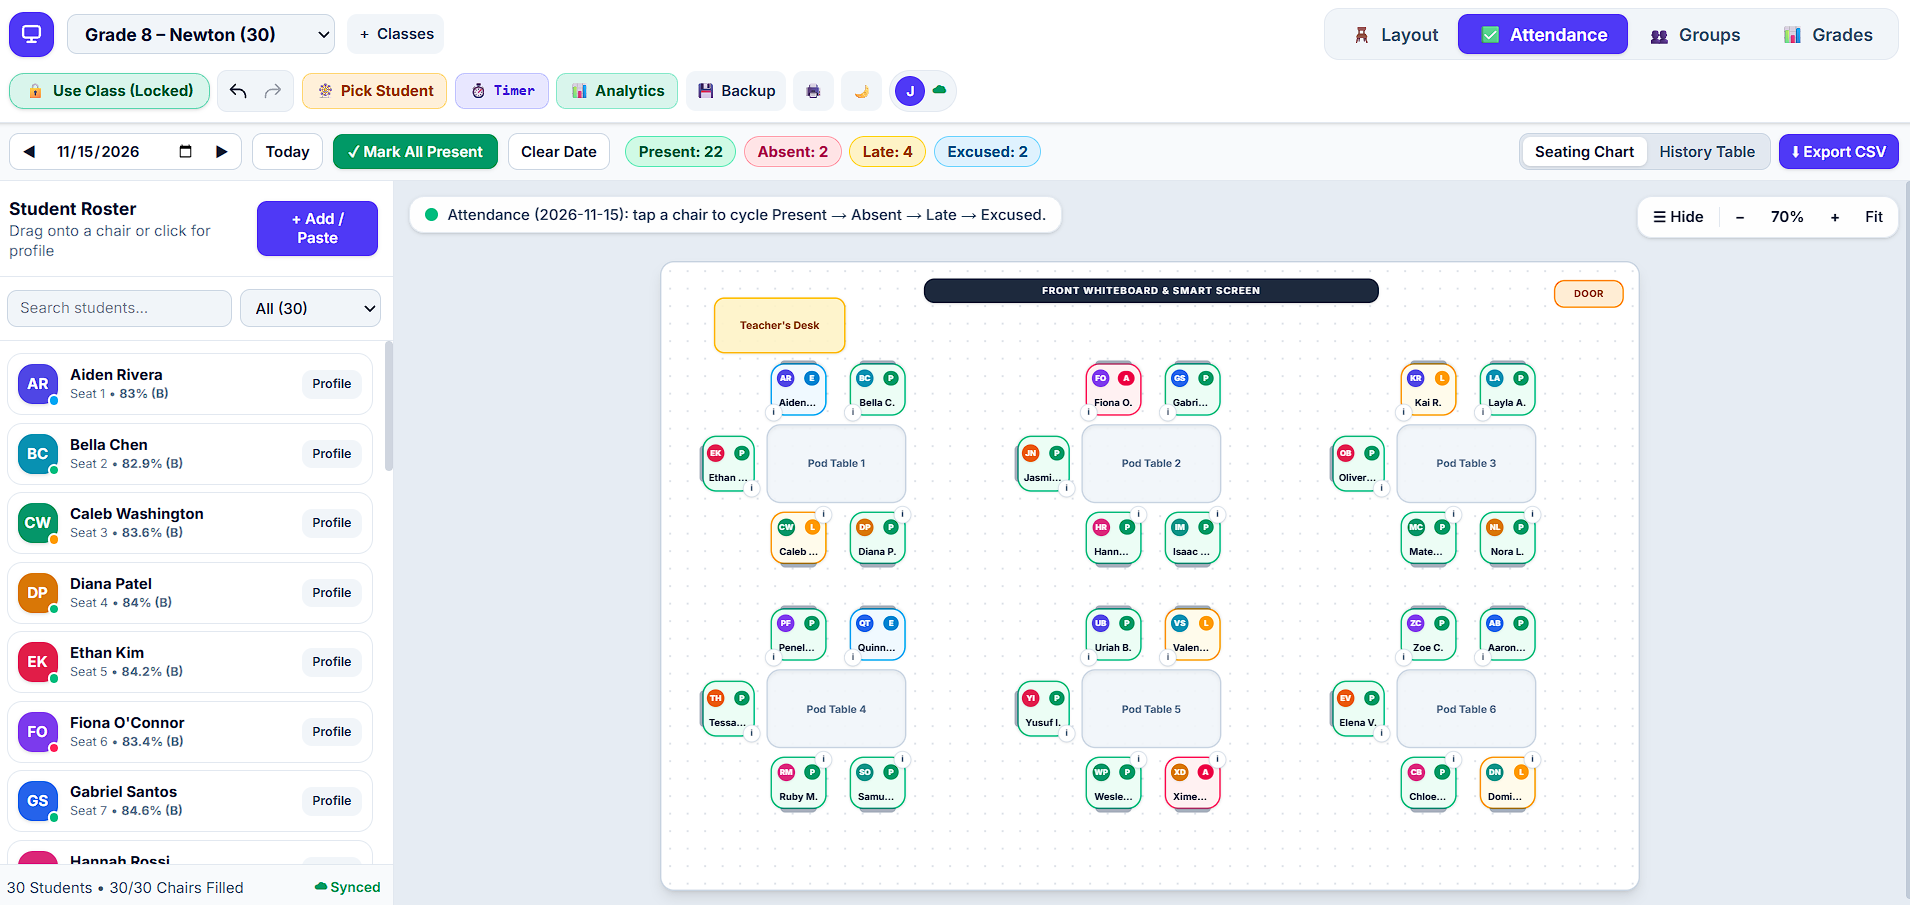 Grade 8 – Newton (30)
+ Classes
Layout
Attendance
Groups
Grades
Use Class (Locked)
Pick Student
Timer
Analytics
Backup
J
11/15/2026
Today
✓ Mark All Present
Clear Date
Present: 22
Absent: 2
Late: 4
Excused: 2
Seating Chart
History Table
⬇ Export CSV
Student Roster
Drag onto a chair or click for
profile
+ Add /
Paste
Search students...
All (30)
AR
Aiden Rivera
Seat 1 • 83% (B)
Profile
BC
Bella Chen
Seat 2 • 82.9% (B)
Profile
CW
Caleb Washington
Seat 3 • 83.6% (B)
Profile
DP
Diana Patel
Seat 4 • 84% (B)
Profile
EK
Ethan Kim
Seat 5 • 84.2% (B)
Profile
FO
Fiona O'Connor
Seat 6 • 83.4% (B)
Profile
GS
Gabriel Santos
Seat 7 • 84.6% (B)
Profile
Hannah Rossi
30 Students • 30/30 Chairs Filled
Synced
Attendance (2026-11-15): tap a chair to cycle Present → Absent → Late → Excused.
☰ Hide
−
70%
+
Fit
FRONT WHITEBOARD & SMART SCREEN
DOOR
Teacher's Desk
AR E
Aiden...
i
BC P
Bella C.
i
FO A
Fiona O.
i
GS P
Gabri...
i
KR L
Kai R.
i
LA P
Layla A.
i
EK P
Ethan ...
i
Pod Table 1
JN P
Jasmi...
i
Pod Table 2
OB P
Oliver...
i
Pod Table 3
CW L
Caleb ...
i
DP P
Diana P.
i
HR P
Hann...
i
IM P
Isaac ...
i
MC P
Mate...
i
NL P
Nora L.
i
PF P
Penel...
i
QT E
Quinn...
i
UB P
Uriah B.
i
VS L
Valen...
i
ZC P
Zoe C.
i
AB P
Aaron...
i
TH P
Tessa...
i
Pod Table 4
YI P
Yusuf I.
i
Pod Table 5
EV P
Elena V.
i
Pod Table 6
RM P
Ruby M.
i
SO P
Samu...
i
WP P
Wesle...
i
XD A
Xime...
i
CB P
Chloe...
i
DN L
Domi...
i